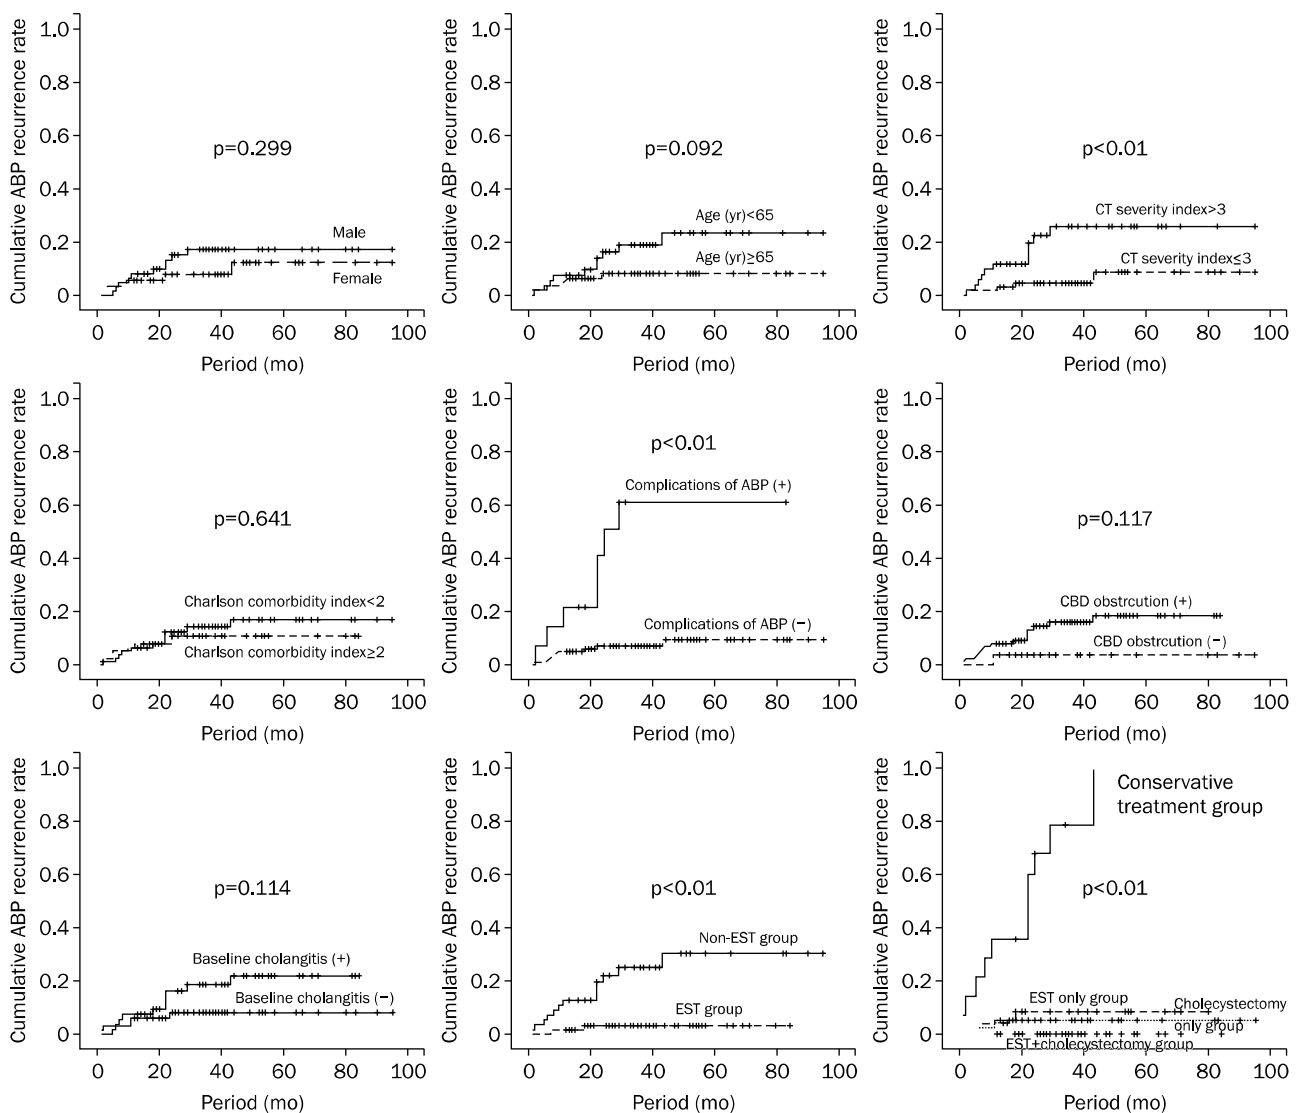 Cumulative ABP recurrence rate
1.0
0.8
0.6
0.4
0.2
0
p=0.299
Male
Female
0 20 40 60 80 100
Period (mo)
Cumulative ABP recurrence rate
1.0
0.8
0.6
0.4
0.2
0
p=0.092
Age (yr)<65
Age (yr)≥65
0 20 40 60 80 100
Period (mo)
Cumulative ABP recurrence rate
1.0
0.8
0.6
0.4
0.2
0
p<0.01
CT severity index>3
CT severity index≤3
0 20 40 60 80 100
Period (mo)
Cumulative ABP recurrence rate
1.0
0.8
0.6
0.4
0.2
0
p=0.641
Charlson comorbidity index<2
Charlson comorbidity index≥2
0 20 40 60 80 100
Period (mo)
Cumulative ABP recurrence rate
1.0
0.8
0.6
0.4
0.2
0
p<0.01
Complications of ABP (+)
Complications of ABP (−)
0 20 40 60 80 100
Period (mo)
Cumulative ABP recurrence rate
1.0
0.8
0.6
0.4
0.2
0
p=0.117
CBD obstrcution (+)
CBD obstrcution (−)
0 20 40 60 80 100
Period (mo)
Cumulative ABP recurrence rate
1.0
0.8
0.6
0.4
0.2
0
p=0.114
Baseline cholangitis (+)
Baseline cholangitis (−)
0 20 40 60 80 100
Period (mo)
Cumulative ABP recurrence rate
1.0
0.8
0.6
0.4
0.2
0
p<0.01
Non-EST group
EST group
0 20 40 60 80 100
Period (mo)
Cumulative ABP recurrence rate
1.0
0.8
0.6
0.4
0.2
0
Conservative
treatment group
p<0.01
EST only group
Cholecystectomy
only group
EST+cholecystectomy group
0 20 40 60 80 100
Period (mo)